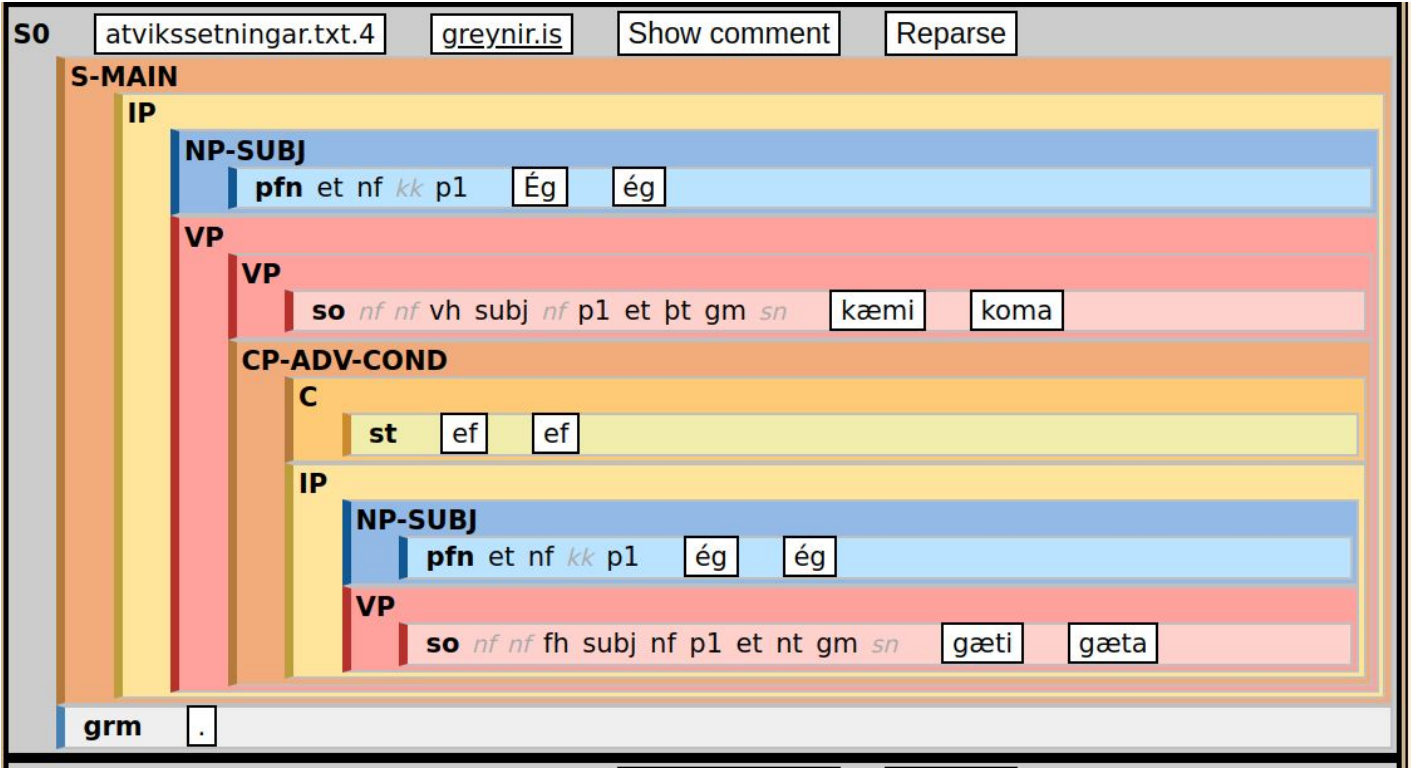 S0 atvikssetningar.txt.4 greynir.is Show comment Reparse
S-MAIN
IP
NP-SUBJ
pfn et nf kk p1 Ég ég
VP
VP
so nf nf vh subj nf p1 et þt gm sn kæmi koma
CP-ADV-COND
C
st ef ef
IP
NP-SUBJ
pfn et nf kk p1 ég ég
VP
so nf nf fh subj nf p1 et nt gm sn gæti gæta
grm .